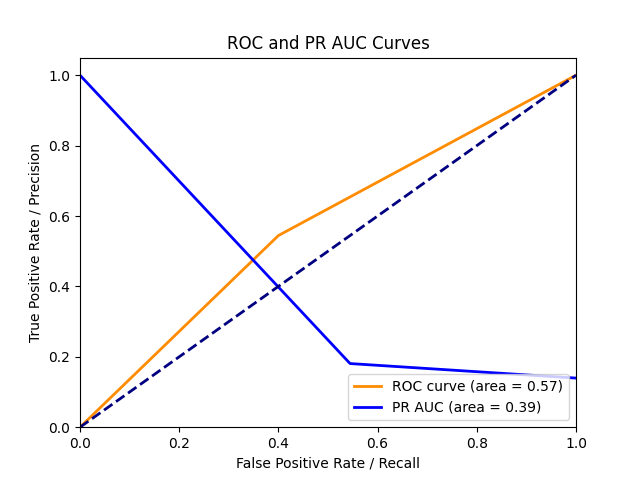 ROC and PR AUC Curves
True Positive Rate / Precision
1.0
0.8
0.6
0.4
0.2
0.0
0.0 0.2 0.4 0.6 0.8 1.0
False Positive Rate / Recall
ROC curve (area = 0.57)
PR AUC (area = 0.39)